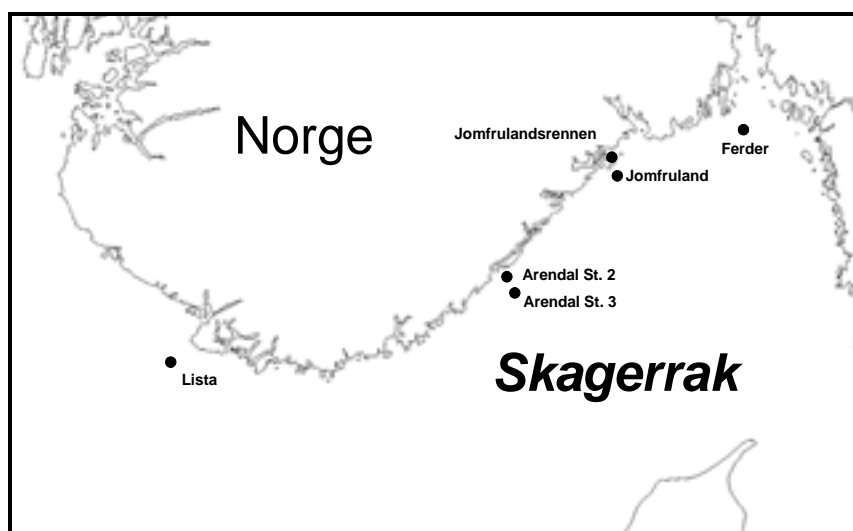 Norge
Jomfrulandsrennen
Ferder
Jomfruland
Arendal St. 2
Arendal St. 3
Skagerrak
Lista